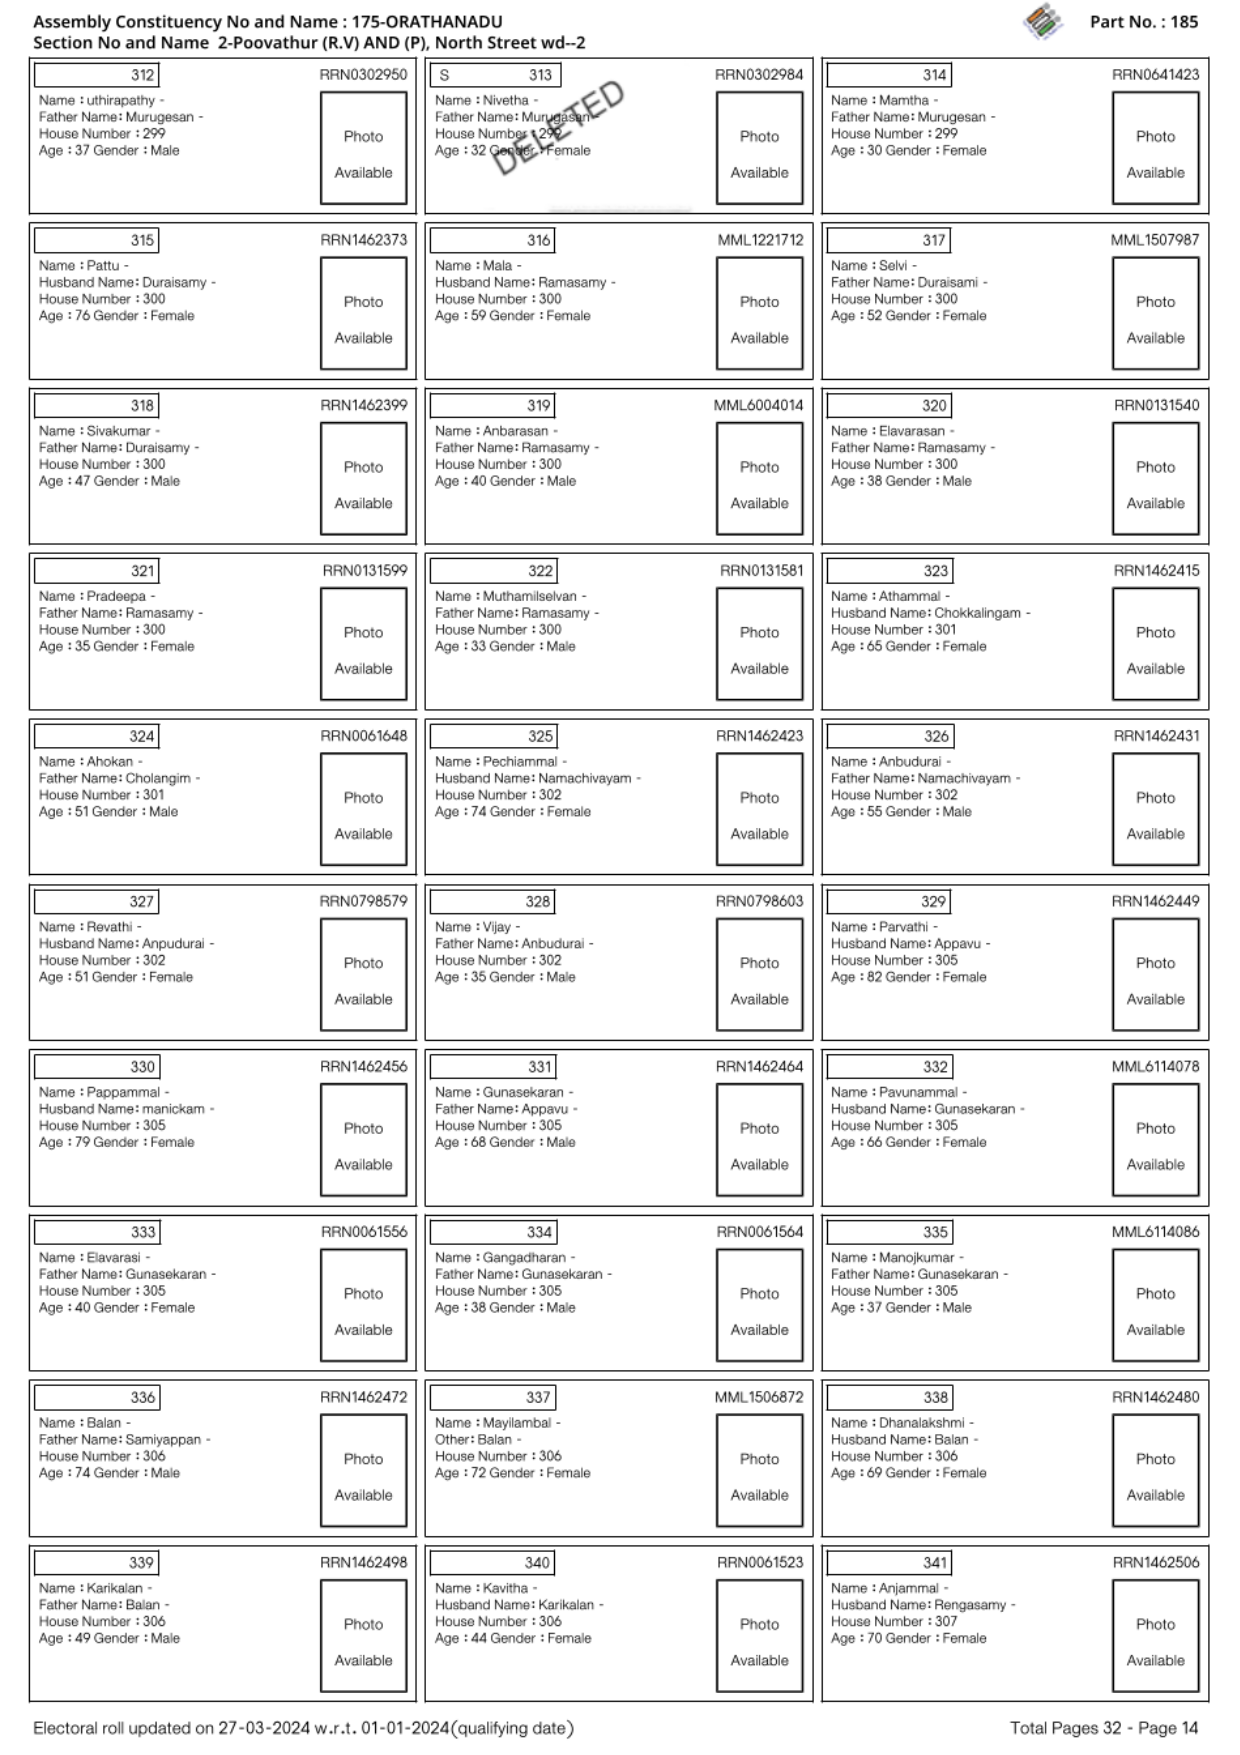 Assembly Constituency No and Name : 175-ORATHANADU
Part No. : 185
Section No and Name 2-Poovathur (R.V) AND (P), North Street wd--2
312 RRN0302950
Name : uthirapathy -
Father Name: Murugesan -
House Number : 299
Age : 37 Gender : Male
Photo
Available
S 313 RRN0302984
Name : Nivetha -
Father Name: Murugasan-
House Number : 299
Age : 32 Gender : Female
DELETED
Photo
Available
314 RRN0641423
Name : Mamtha -
Father Name: Murugesan -
House Number : 299
Age : 30 Gender : Female
Photo
Available
315 RRN1462373
Name : Pattu -
Husband Name: Duraisamy -
House Number : 300
Age : 76 Gender : Female
Photo
Available
316 MML1221712
Name : Mala -
Husband Name: Ramasamy -
House Number : 300
Age : 59 Gender : Female
Photo
Available
317 MML1507987
Name : Selvi -
Father Name: Duraisami -
House Number : 300
Age : 52 Gender : Female
Photo
Available
318 RRN1462399
Name : Sivakumar -
Father Name: Duraisamy -
House Number : 300
Age : 47 Gender : Male
Photo
Available
319 MML6004014
Name : Anbarasan -
Father Name: Ramasamy -
House Number : 300
Age : 40 Gender : Male
Photo
Available
320 RRN0131540
Name : Elavarasan -
Father Name: Ramasamy -
House Number : 300
Age : 38 Gender : Male
Photo
Available
321 RRN0131599
Name : Pradeepa -
Father Name: Ramasamy -
House Number : 300
Age : 35 Gender : Female
Photo
Available
322 RRN0131581
Name : Muthamilselvan -
Father Name: Ramasamy -
House Number : 300
Age : 33 Gender : Male
Photo
Available
323 RRN1462415
Name : Athammal -
Husband Name: Chokkalingam -
House Number : 301
Age : 65 Gender : Female
Photo
Available
324 RRN0061648
Name : Ahokan -
Father Name: Cholangim -
House Number : 301
Age : 51 Gender : Male
Photo
Available
325 RRN1462423
Name : Pechiammal -
Husband Name: Namachivayam -
House Number : 302
Age : 74 Gender : Female
Photo
Available
326 RRN1462431
Name : Anbudurai -
Father Name: Namachivayam -
House Number : 302
Age : 55 Gender : Male
Photo
Available
327 RRN0798579
Name : Revathi -
Husband Name: Anpudurai -
House Number : 302
Age : 51 Gender : Female
Photo
Available
328 RRN0798603
Name : Vijay -
Father Name: Anbudurai -
House Number : 302
Age : 35 Gender : Male
Photo
Available
329 RRN1462449
Name : Parvathi -
Husband Name: Appavu -
House Number : 305
Age : 82 Gender : Female
Photo
Available
330 RRN1462456
Name : Pappammal -
Husband Name: manickam -
House Number : 305
Age : 79 Gender : Female
Photo
Available
331 RRN1462464
Name : Gunasekaran -
Father Name: Appavu -
House Number : 305
Age : 68 Gender : Male
Photo
Available
332 MML6114078
Name : Pavunammal -
Husband Name: Gunasekaran -
House Number : 305
Age : 66 Gender : Female
Photo
Available
333 RRN0061556
Name : Elavarasi -
Father Name: Gunasekaran -
House Number : 305
Age : 40 Gender : Female
Photo
Available
334 RRN0061564
Name : Gangadharan -
Father Name: Gunasekaran -
House Number : 305
Age : 38 Gender : Male
Photo
Available
335 MML6114086
Name : Manojkumar -
Father Name: Gunasekaran -
House Number : 305
Age : 37 Gender : Male
Photo
Available
336 RRN1462472
Name : Balan -
Father Name: Samiyappan -
House Number : 306
Age : 74 Gender : Male
Photo
Available
337 MML1506872
Name : Mayilambal -
Other: Balan -
House Number : 306
Age : 72 Gender : Female
Photo
Available
338 RRN1462480
Name : Dhanalakshmi -
Husband Name: Balan -
House Number : 306
Age : 69 Gender : Female
Photo
Available
339 RRN1462498
Name : Karikalan -
Father Name: Balan -
House Number : 306
Age : 49 Gender : Male
Photo
Available
340 RRN0061523
Name : Kavitha -
Husband Name: Karikalan -
House Number : 306
Age : 44 Gender : Female
Photo
Available
341 RRN1462506
Name : Anjammal -
Husband Name: Rengasamy -
House Number : 307
Age : 70 Gender : Female
Photo
Available
Electoral roll updated on 27-03-2024 w.r.t. 01-01-2024(qualifying date)
Total Pages 32 - Page 14